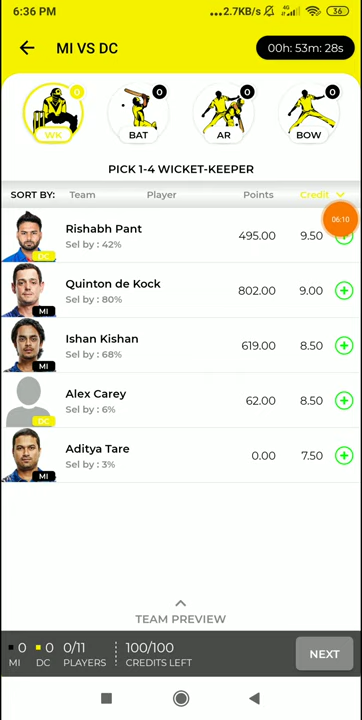 6:36 PM
...2.7KB/s 4G 36
MI VS DC
00h: 53m: 28s
0 0 0 0
WK BAT AR BOW
PICK 1-4 WICKET-KEEPER
SORT BY: Team Player Points Credit
06:10
Rishabh Pant
Sel by : 42%
495.00 9.50
DC
Quinton de Kock
Sel by : 80%
802.00 9.00
MI
Ishan Kishan
Sel by : 68%
619.00 8.50
MI
Alex Carey
Sel by : 6%
62.00 8.50
DC
Aditya Tare
Sel by : 3%
0.00 7.50
MI
TEAM PREVIEW
0 0 0/11 100/100
MI DC PLAYERS CREDITS LEFT
NEXT